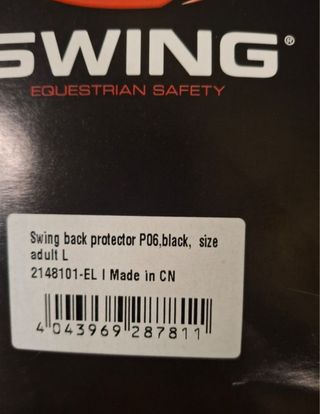 SWING®
EQUESTRIAN SAFETY
Swing back protector P06,black, size
adult L
2148101-EL I Made in CN
4 043969 287811